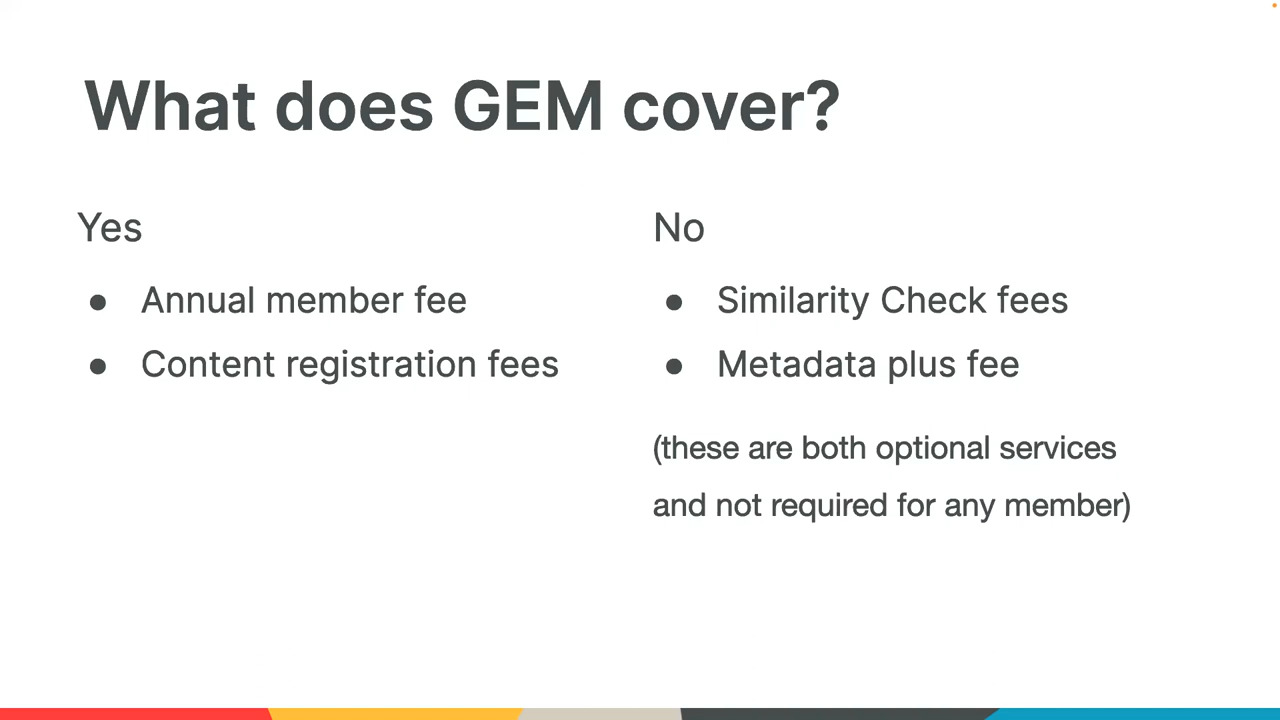 What does GEM cover?
Yes
● Annual member fee
● Content registration fees
No
● Similarity Check fees
● Metadata plus fee
(these are both optional services
and not required for any member)